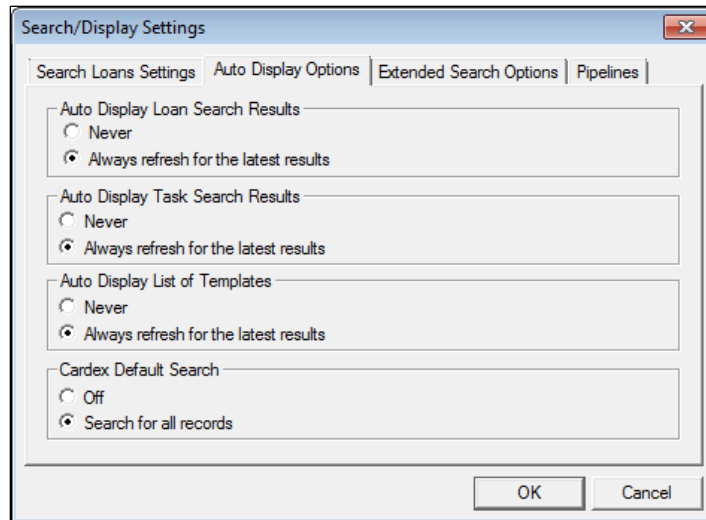 Search/Display Settings
Search Loans Settings Auto Display Options Extended Search Options Pipelines
Auto Display Loan Search Results
Never
Always refresh for the latest results
Auto Display Task Search Results
Never
Always refresh for the latest results
Auto Display List of Templates
Never
Always refresh for the latest results
Cardex Default Search
Off
Search for all records
OK Cancel